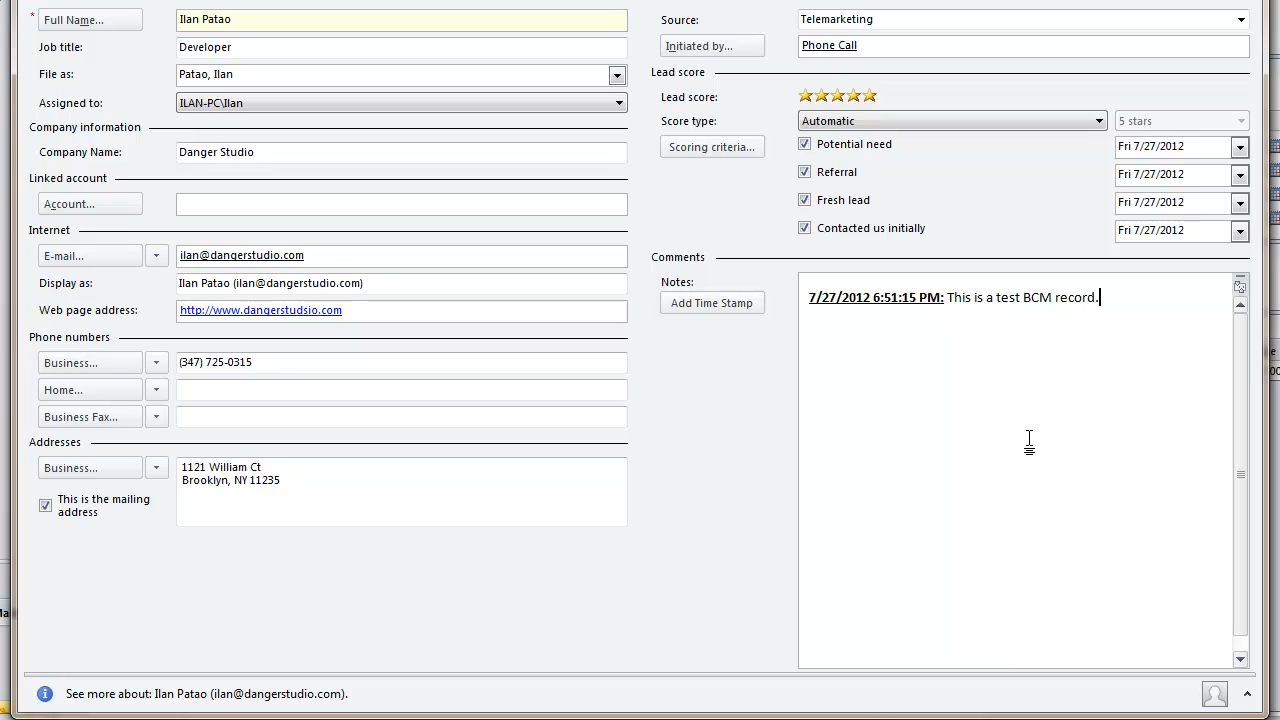 * Full Name... Ilan Patao
Job title: Developer
File as: Patao, Ilan
Assigned to: ILAN-PC\Ilan
Company information
Company Name: Danger Studio
Linked account
Account...
Internet
E-mail... ilan@dangerstudio.com
Display as: Ilan Patao (ilan@dangerstudio.com)
Web page address: http://www.dangerstudsio.com
Phone numbers
Business... (347) 725-0315
Home...
Business Fax...
Addresses
Business... 1121 William Ct
Brooklyn, NY 11235
This is the mailing
address
Source: Telemarketing
Initiated by... Phone Call
Lead score
Lead score:
Score type: Automatic 5 stars
Scoring criteria... Potential need Fri 7/27/2012
Referral Fri 7/27/2012
Fresh lead Fri 7/27/2012
Contacted us initially Fri 7/27/2012
Comments
Notes:
Add Time Stamp
7/27/2012 6:51:15 PM: This is a test BCM record.
See more about: Ilan Patao (ilan@dangerstudio.com).